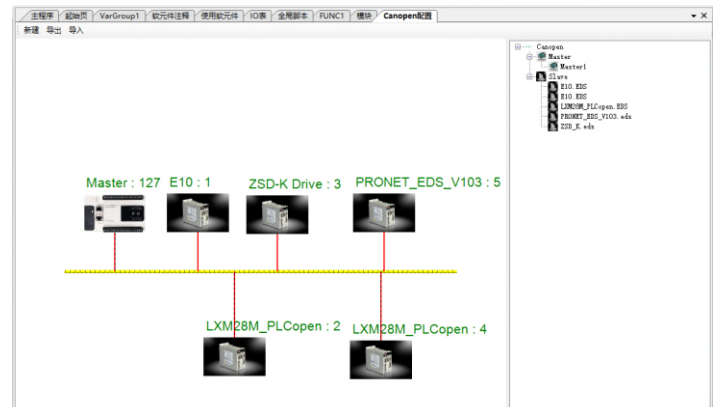 主程序 起始页 VarGroup1 软元件注释 使用软元件 IO表 全局脚本 FUNC1 模块 Canopen配置
新建 导出 导入
Canopen
Master
Master1
Slave
E10.EDS
E10.EDS
LXM28M_PLCopen.EDS
PRONET_EDS_V103.eds
ZSD_K.eds
Master : 127 E10 : 1 ZSD-K Drive : 3 PRONET_EDS_V103 : 5
LXM28M_PLCopen : 2 LXM28M_PLCopen : 4